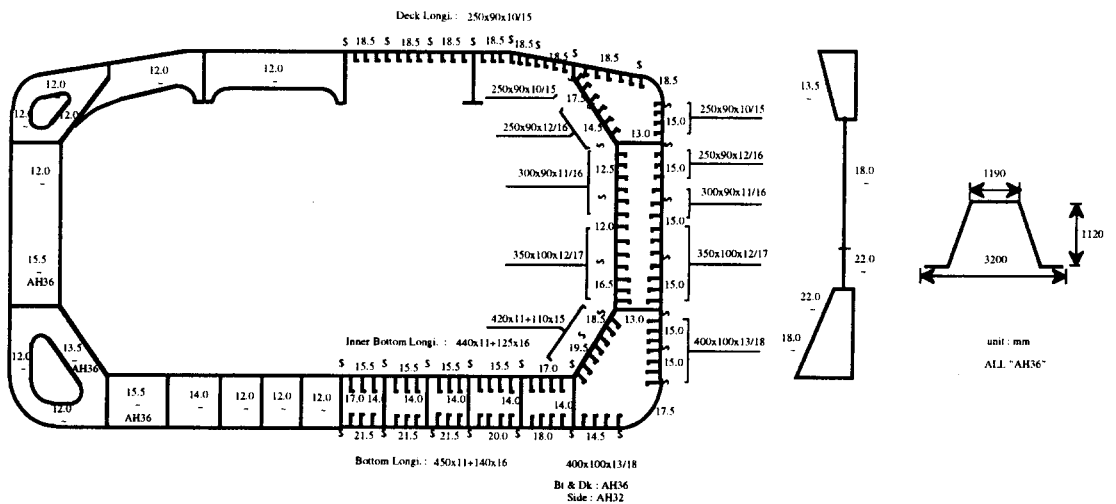 Deck Longi. : 250x90x10/15
$ 18.5 $ 18.5 $ 18.5 $ 18.5 $ 18.5 $
18.5 $ 18.5 $
18.5
12.0
12.0
12.0
12.0
12.0
250x90x10/15
17.5
250x90x12/16
14.5
300x90x11/16
12.5
$
12.0
350x100x12/17
$
16.5
420x11+110x15
18.5
$
19.5
13.0
15.0
250x90x10/15
$
15.0
250x90x12/16
$
300x90x11/16
15.0
$
350x100x12/17
15.0
13.0
15.0
400x100x13/18
15.0
$
17.5
12.0
15.5
AH36
13.5
AH36
12.0
12.0
15.5
AH36
14.0
12.0
12.0
12.0
Inner Bottom Longi. : 440x11+125x16
$ 15.5 $ 15.5 $ 15.5 $ 15.5 $ 17.0 $
17.0 14.0 14.0 14.0 14.0 14.0
$ 21.5 $ 21.5 $ 21.5 $ 20.0 $ 18.0 $ 14.5 $
Bottom Longi. : 450x11+140x16
400x100x13/18
Bt & Dk : AH36
Side : AH32
13.5
18.0
22.0
22.0
18.0
1190
1120
3200
unit : mm
ALL "AH36"